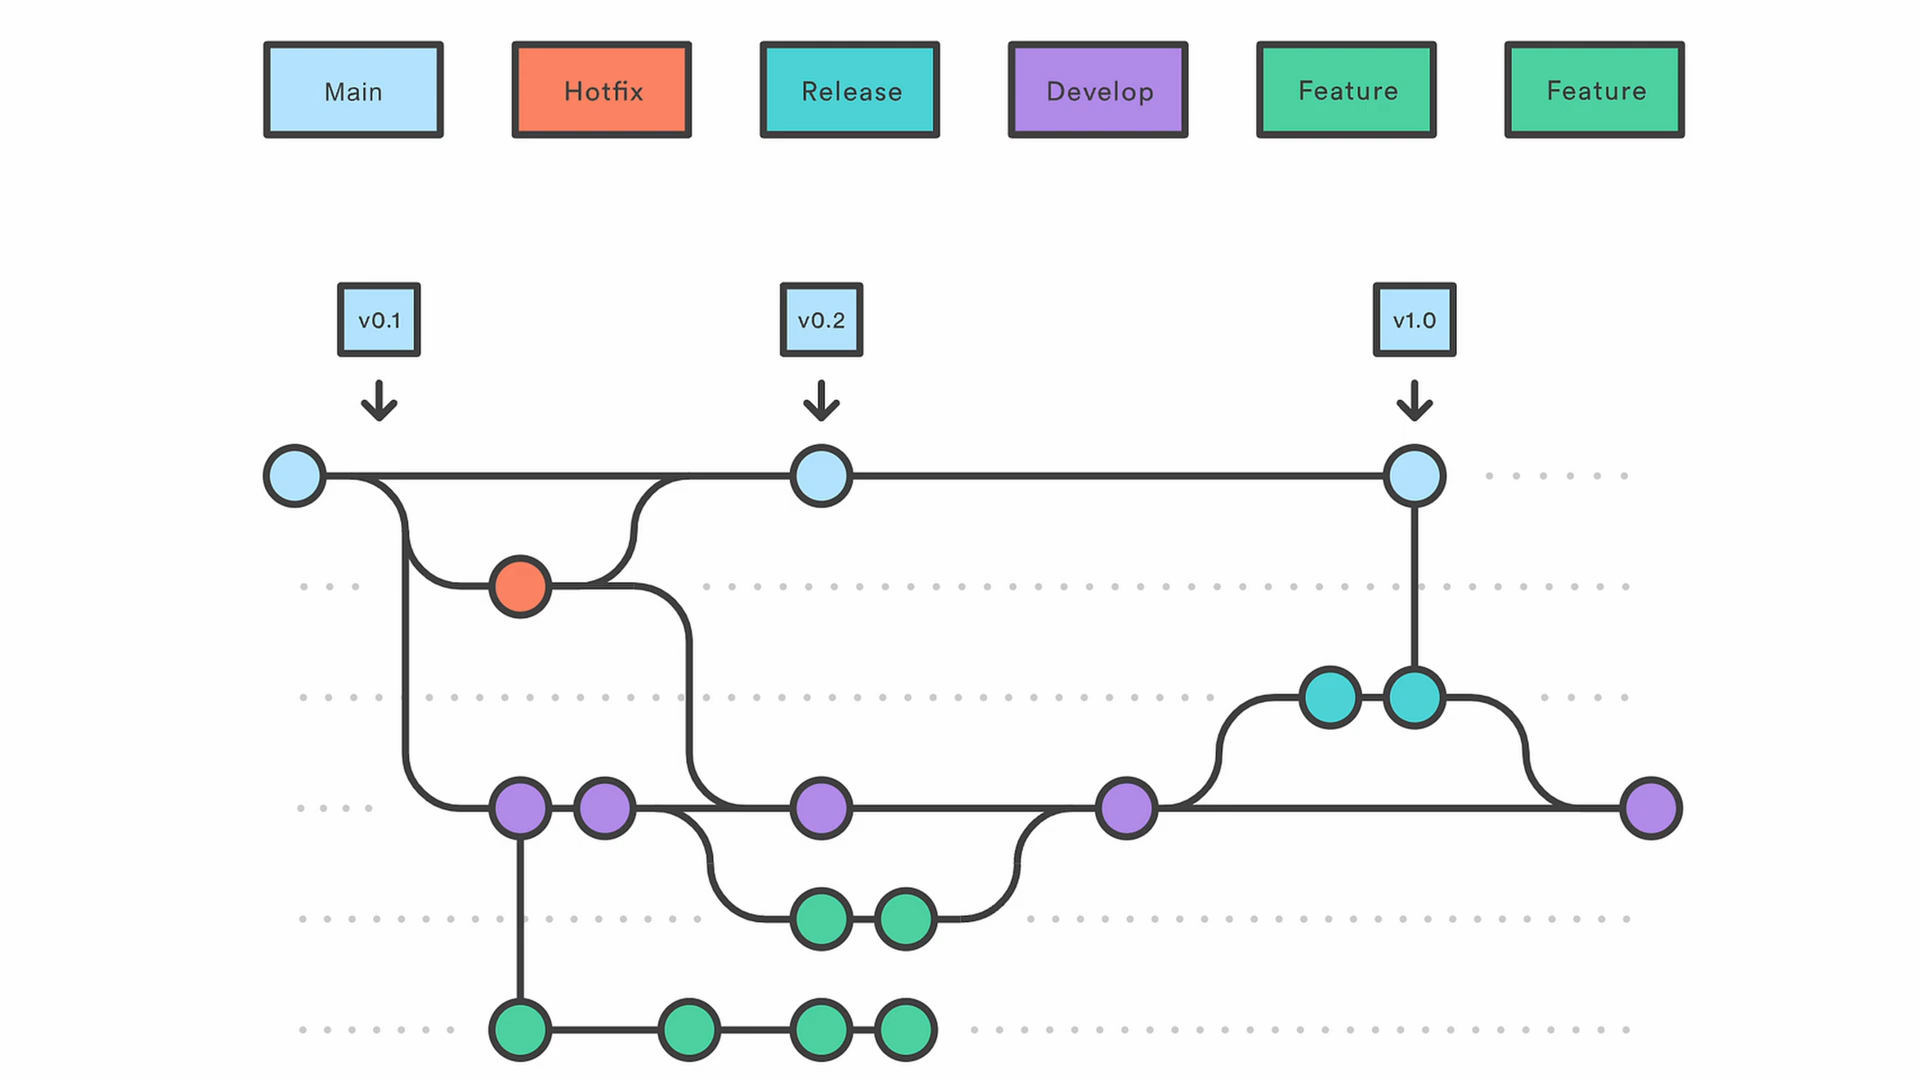 Main
Hotfix
Release
Develop
Feature
Feature
v0.1
v0.2
v1.0